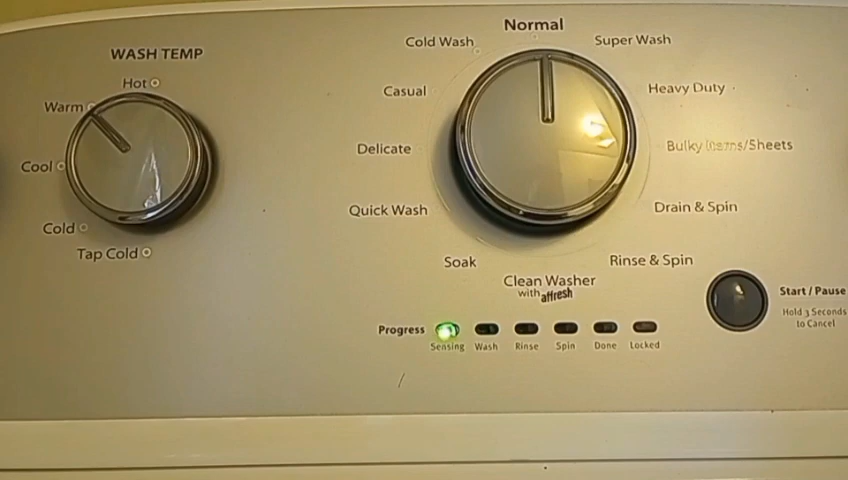 WASH TEMP
Hot
Warm
Cool
Cold
Tap Cold
Normal
Cold Wash
Super Wash
Casual
Heavy Duty
Delicate
Bulky Items/Sheets
Quick Wash
Drain & Spin
Soak
Rinse & Spin
Clean Washer
with affresh
Start / Pause
Hold 3 Seconds
to Cancel
Progress
Sensing
Wash
Rinse
Spin
Done
Locked